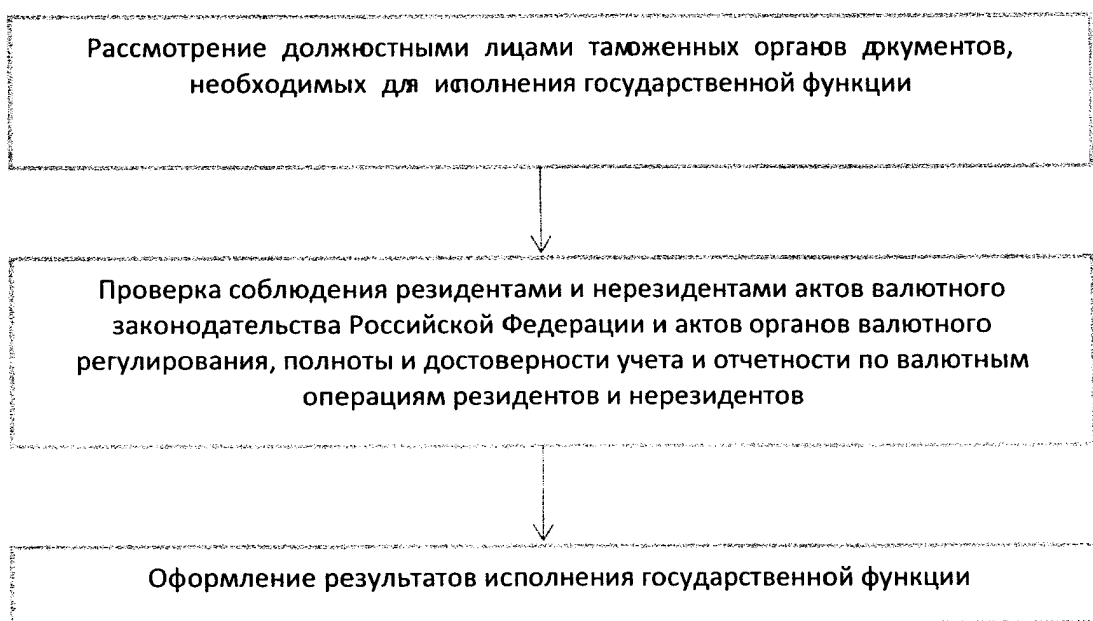 Рассмотрение должностными лицами таможенных органов документов,
необходимых для исполнения государственной функции
Проверка соблюдения резидентами и нерезидентами актов валютного
законодательства Российской Федерации и актов органов валютного
регулирования, полноты и достоверности учета и отчетности по валютным
операциям резидентов и нерезидентов
Оформление результатов исполнения государственной функции